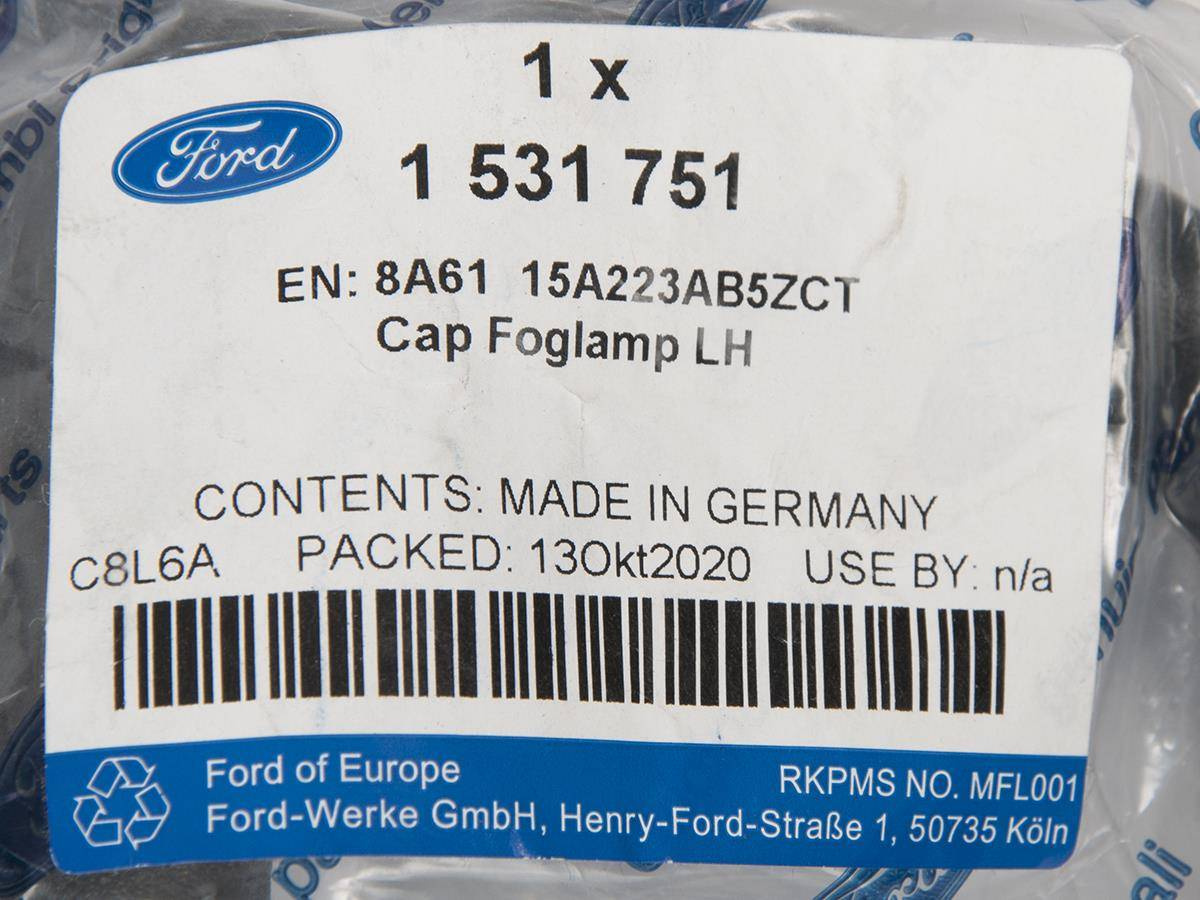 1 x
Ford
1 531 751
EN: 8A61 15A223AB5ZCT
Cap Foglamp LH
CONTENTS: MADE IN GERMANY
C8L6A PACKED: 13Okt2020 USE BY: n/a
Ford of Europe
RKPMS NO. MFL001
Ford-Werke GmbH, Henry-Ford-Straße 1, 50735 Köln